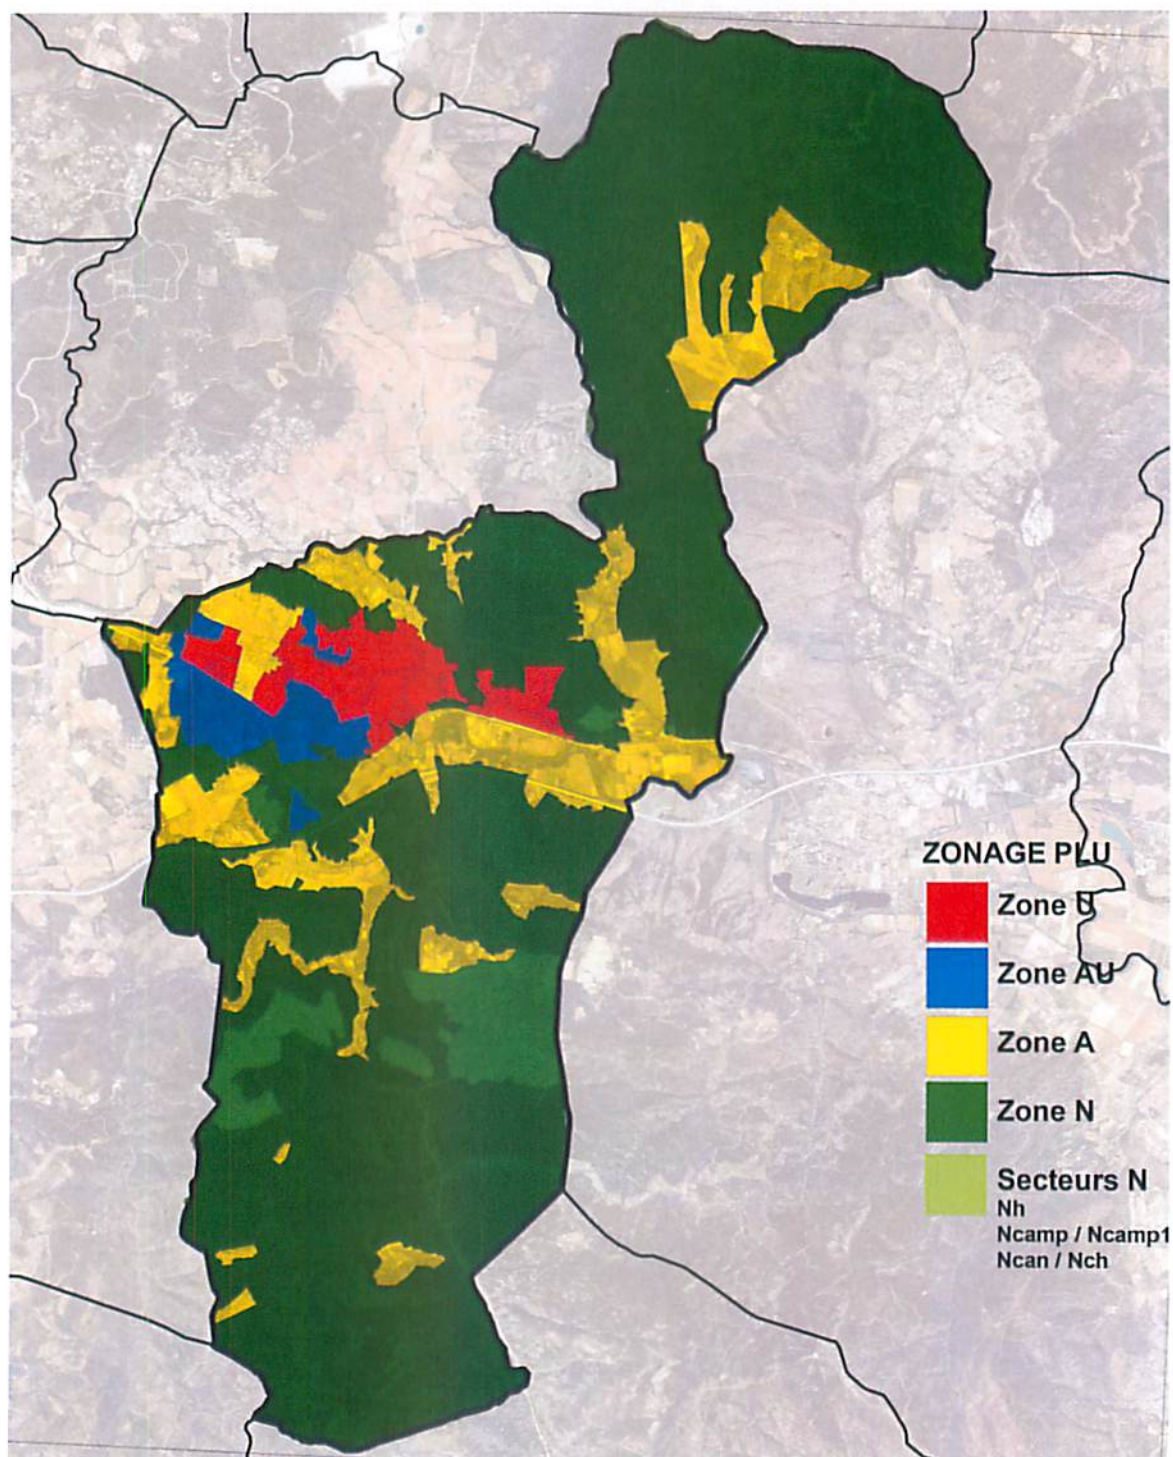 ZONAGE PLU
Zone U
Zone AU
Zone A
Zone N
Secteurs N
Nh
Ncamp / Ncamp1
Ncan / Nch